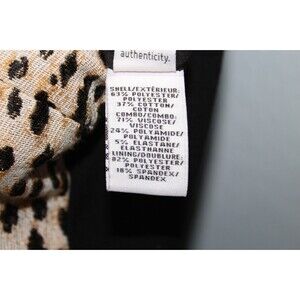 authenticity.
SHELL/EXTÉRIEUR:
63% POLYESTER/
POLYESTER
37% COTTON/
COTON
COMBO/COMBO:
71% VISCOSE/
VISCOSE
24% POLYAMIDE/
POLYAMIDE
5% ELASTANE/
ÉLASTHANNE
LINING/DOUBLURE:
82% POLYESTER/
POLYESTER
18% SPANDEX/
SPANDEX